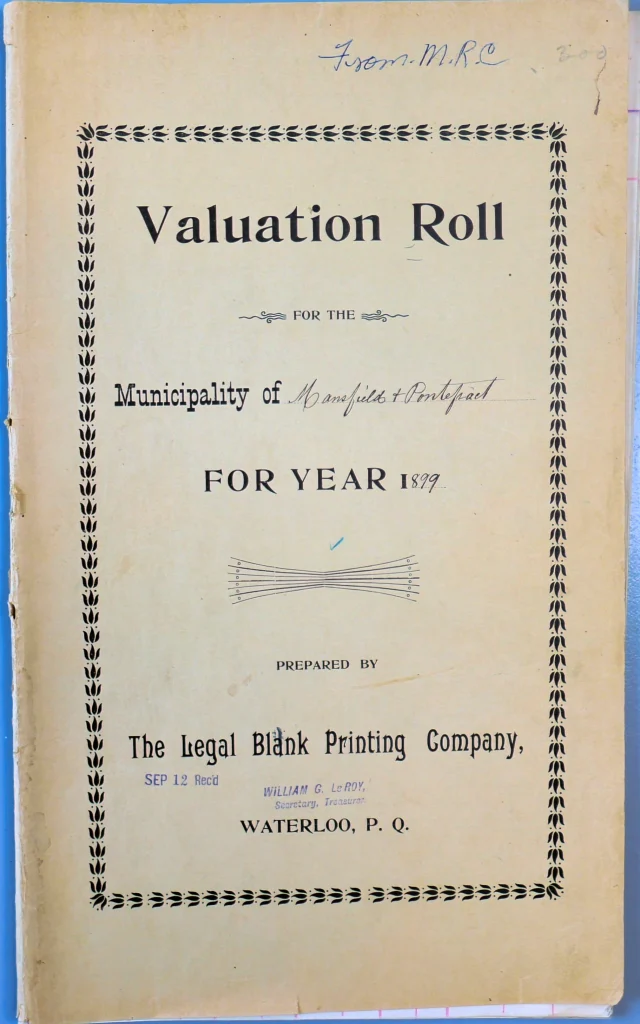 From M.R.C
Valuation Roll
FOR THE
Municipality of Mansfield & Pontefract
FOR YEAR 1899
PREPARED BY
The Legal Blank Printing Company,
SEP 12 Rec'd
WILLIAM G. LeROY,
Secretary, Treasurer
WATERLOO, P. Q.